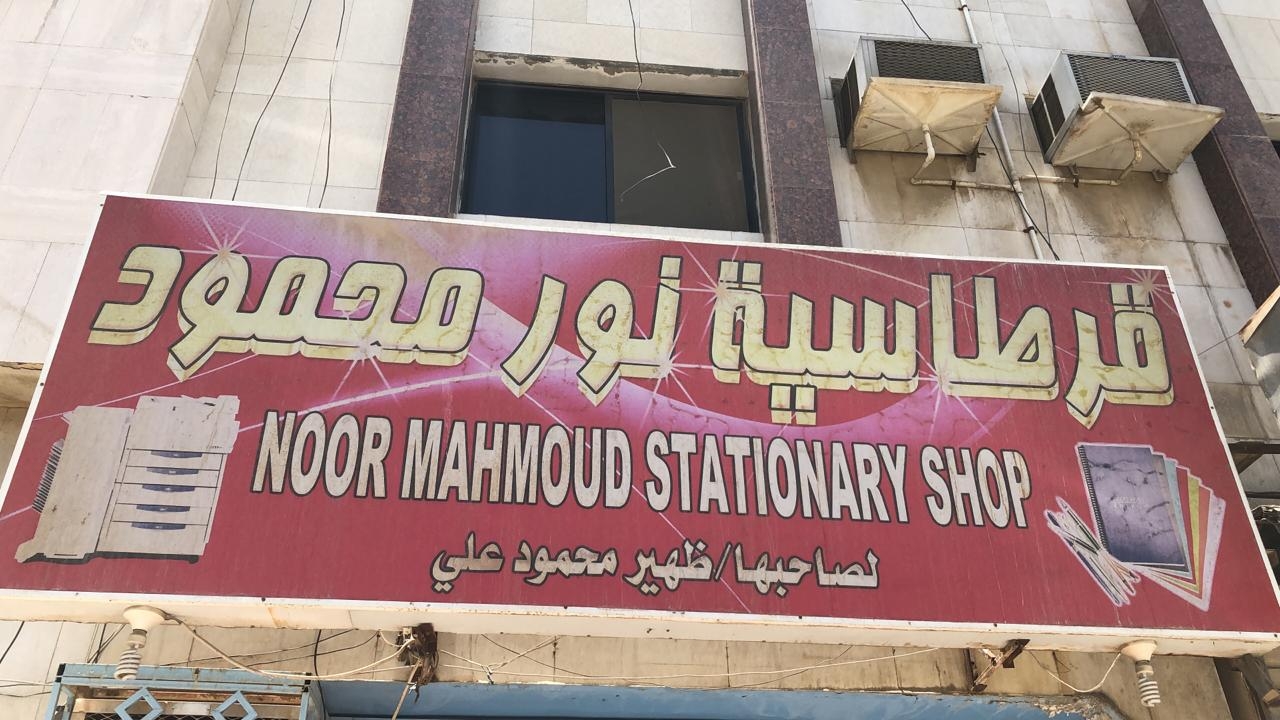 قرطاسية نور محمود
NOOR MAHMOUD STATIONARY SHOP
لصاحبها/ظهير محمود علي